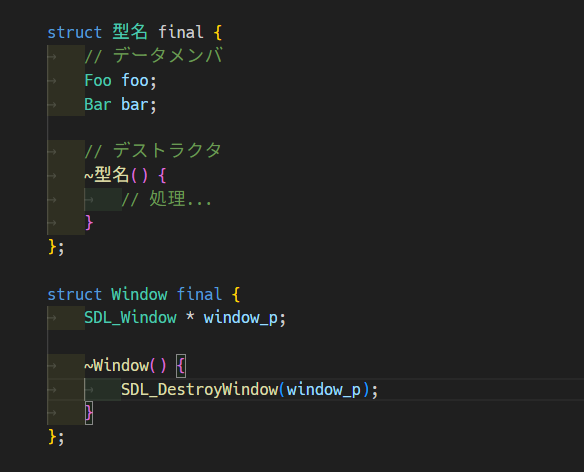 struct 型名 final {
→ // データメンバ
→ Foo foo;
→ Bar bar;
→ // デストラクタ
→ ~型名() {
→ → // 処理...
→ }
};
struct Window final {
→ SDL_Window * window_p;
→ ~Window() {
→ → SDL_DestroyWindow(window_p);
→ }
};